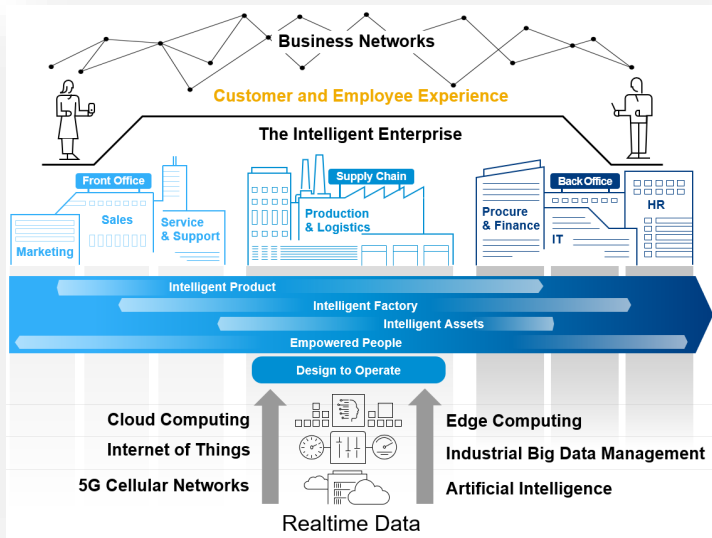 Business Networks
Customer and Employee Experience
The Intelligent Enterprise
Front Office
Supply Chain
Back Office
Marketing
Sales
Service
& Support
Production
& Logistics
Procure
& Finance
IT
HR
Intelligent Product
Intelligent Factory
Intelligent Assets
Empowered People
Design to Operate
Cloud Computing
Edge Computing
Internet of Things
Industrial Big Data Management
5G Cellular Networks
Artificial Intelligence
Realtime Data